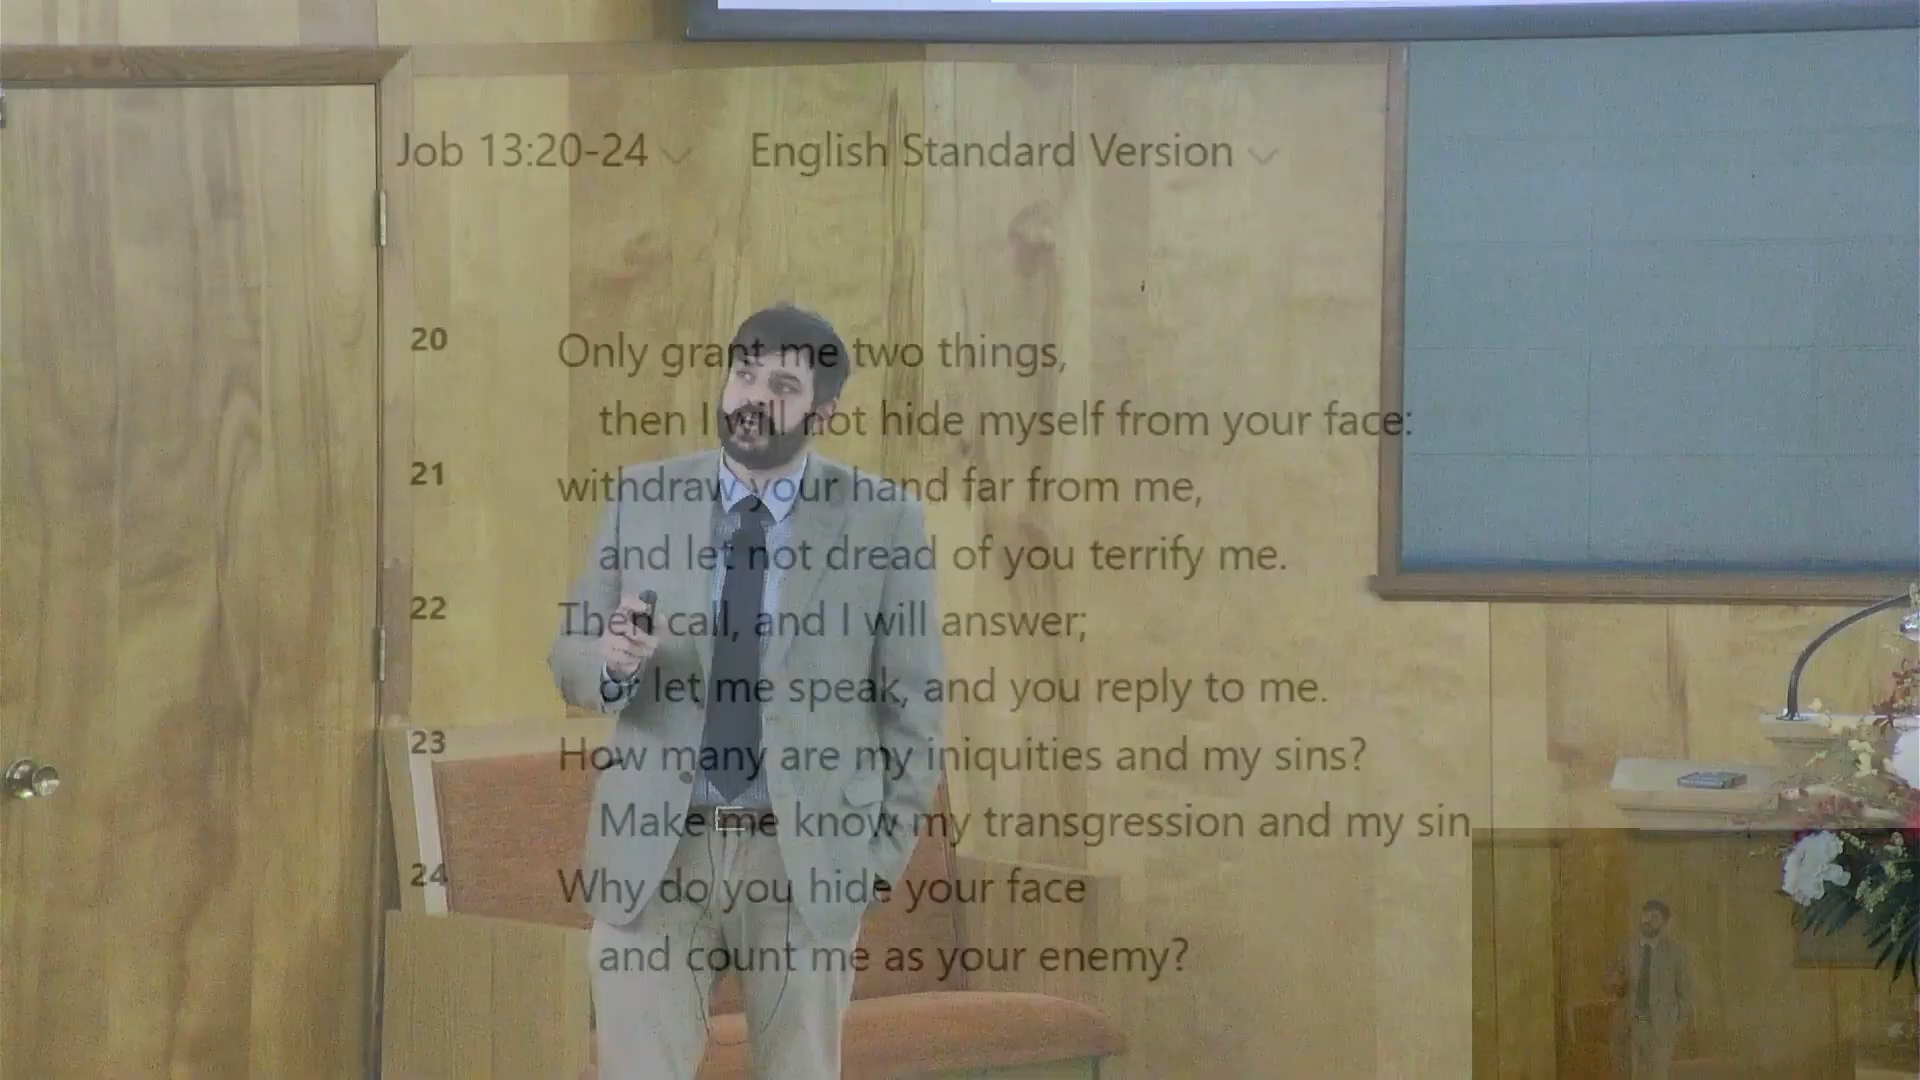 Job 13:20-24 English Standard Version
20 Only grant me two things,
then I will not hide myself from your face:
21 withdraw your hand far from me,
and let not dread of you terrify me.
22 Then call, and I will answer;
or let me speak, and you reply to me.
23 How many are my iniquities and my sins?
Make me know my transgression and my sin
24 Why do you hide your face
and count me as your enemy?